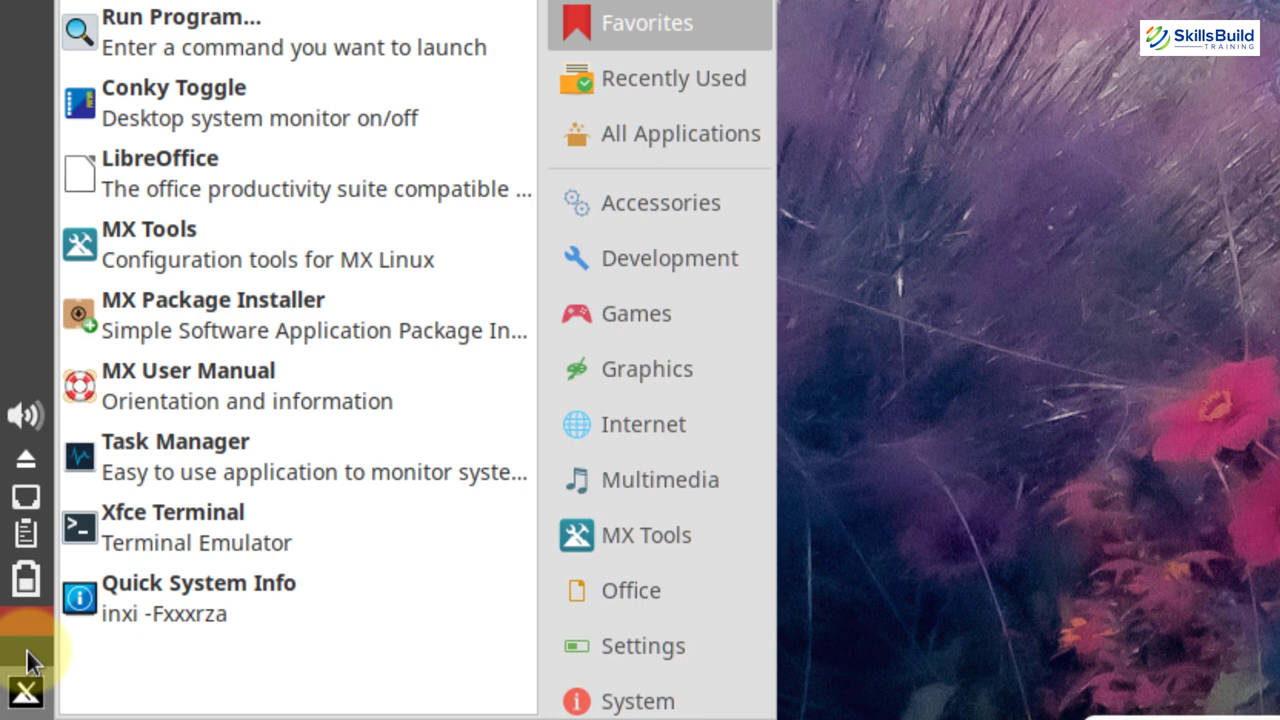 Run Program...
Enter a command you want to launch
Conky Toggle
Desktop system monitor on/off
LibreOffice
The office productivity suite compatible ...
MX Tools
Configuration tools for MX Linux
MX Package Installer
Simple Software Application Package In...
MX User Manual
Orientation and information
Task Manager
Easy to use application to monitor syste...
Xfce Terminal
Terminal Emulator
Quick System Info
inxi -Fxxxrza
Favorites
Recently Used
All Applications
Accessories
Development
Games
Graphics
Internet
Multimedia
MX Tools
Office
Settings
System
SkillsBuild
TRAINING